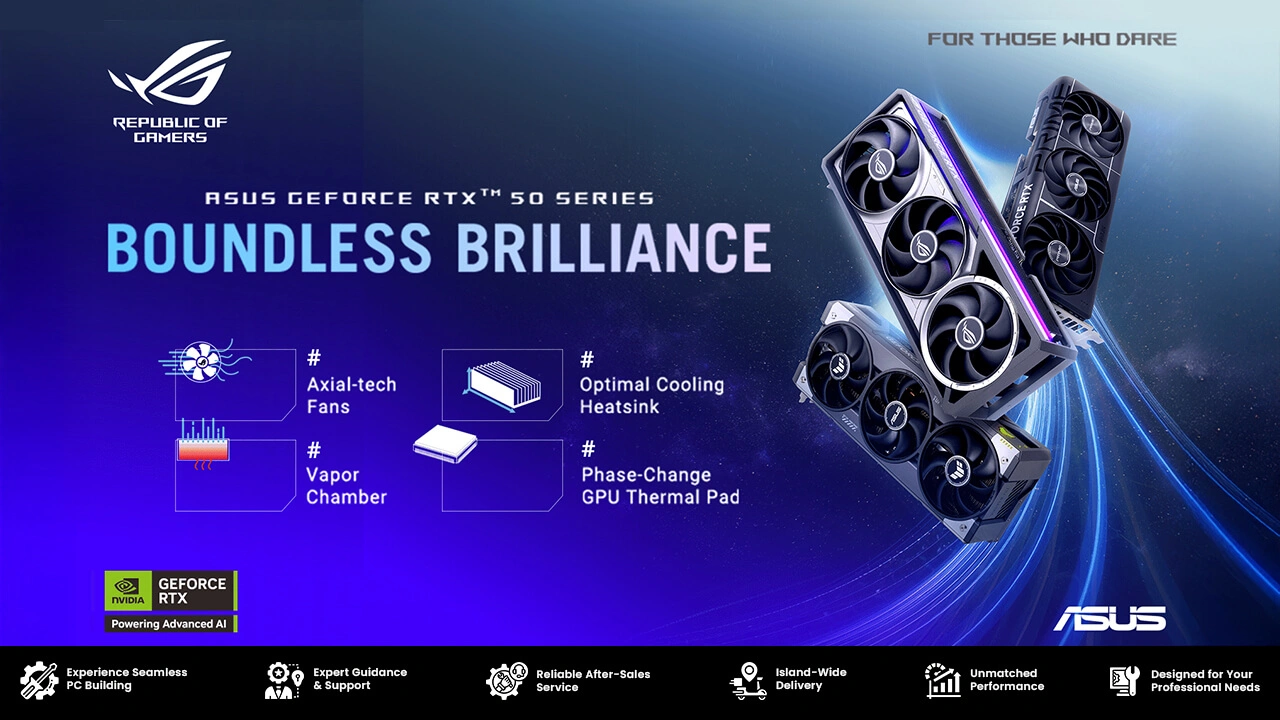 FOR THOSE WHO DARE
REPUBLIC OF
GAMERS
ASUS GEFORCE RTX™ 50 SERIES
BOUNDLESS BRILLIANCE
#
Axial-tech
Fans
#
Optimal Cooling
Heatsink
#
Vapor
Chamber
#
Phase-Change
GPU Thermal Pad
FORCE RTX
NVIDIA
GEFORCE
RTX
Powering Advanced AI
ASUS
Experience Seamless
PC Building
Expert Guidance
& Support
Reliable After-Sales
Service
Island-Wide
Delivery
Unmatched
Performance
Designed for Your
Professional Needs